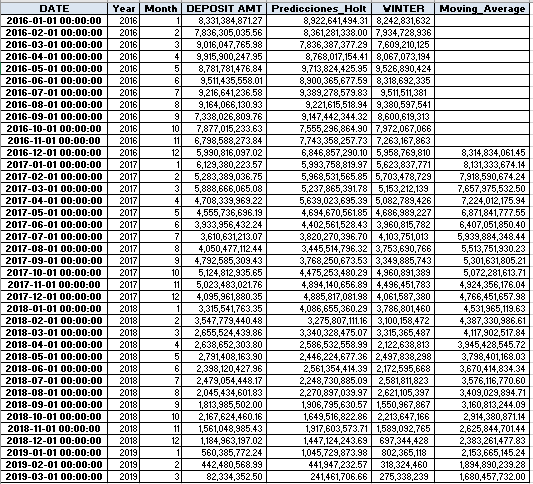 DATE Year Month DEPOSIT AMT Predicciones_Holt WINTER Moving_Average
2016-01-01 00:00:00 2016 1 8,331,384,871.27 8,922,641,494.31 8,242,831,632
2016-02-01 00:00:00 2016 2 7,836,305,035.56 8,361,281,338.00 7,934,728,936
2016-03-01 00:00:00 2016 3 9,016,047,765.98 7,836,387,377.29 7,609,210,125
2016-04-01 00:00:00 2016 4 9,915,900,247.95 8,768,017,154.41 8,067,073,194
2016-05-01 00:00:00 2016 5 8,781,781,476.84 9,713,824,425.95 9,526,890,424
2016-06-01 00:00:00 2016 6 9,511,435,558.01 8,900,365,677.59 8,318,692,335
2016-07-01 00:00:00 2016 7 9,216,641,236.58 9,389,278,579.83 9,511,511,381
2016-08-01 00:00:00 2016 8 9,164,066,130.93 9,221,615,518.94 9,380,597,541
2016-09-01 00:00:00 2016 9 7,338,026,809.76 9,147,442,344.32 8,600,619,313
2016-10-01 00:00:00 2016 10 7,877,015,233.63 7,555,296,864.90 7,972,067,066
2016-11-01 00:00:00 2016 11 6,798,588,273.84 7,743,358,257.73 7,263,167,863
2016-12-01 00:00:00 2016 12 5,990,816,097.02 6,846,857,290.10 5,958,769,810 8,314,834,061.45
2017-01-01 00:00:00 2017 1 6,129,380,223.57 5,993,758,819.97 5,623,837,771 8,131,333,674.14
2017-02-01 00:00:00 2017 2 5,283,389,036.75 5,968,531,565.85 5,703,478,729 7,918,590,674.24
2017-03-01 00:00:00 2017 3 5,888,666,065.08 5,237,865,391.78 5,153,212,139 7,657,975,532.50
2017-04-01 00:00:00 2017 4 4,708,339,969.22 5,639,023,695.39 5,082,789,426 7,224,012,175.94
2017-05-01 00:00:00 2017 5 4,555,736,696.19 4,694,670,561.85 4,686,989,227 6,871,841,777.55
2017-06-01 00:00:00 2017 6 3,933,956,432.24 4,402,561,528.43 3,960,815,782 6,407,051,850.40
2017-07-01 00:00:00 2017 7 3,610,631,213.07 3,820,270,396.70 4,103,751,013 5,939,884,348.44
2017-08-01 00:00:00 2017 8 4,050,477,112.44 3,445,514,796.32 3,753,690,766 5,513,751,930.23
2017-09-01 00:00:00 2017 9 4,792,585,309.43 3,768,250,673.53 3,349,885,743 5,301,631,805.21
2017-10-01 00:00:00 2017 10 5,124,812,935.65 4,475,253,480.29 4,960,891,389 5,072,281,613.71
2017-11-01 00:00:00 2017 11 5,023,483,021.76 4,894,140,656.89 4,496,451,783 4,924,356,176.04
2017-12-01 00:00:00 2017 12 4,095,961,880.35 4,885,817,081.98 4,061,587,380 4,766,451,657.98
2018-01-01 00:00:00 2018 1 3,315,541,763.35 4,086,655,360.29 3,786,801,460 4,531,965,119.63
2018-02-01 00:00:00 2018 2 3,547,779,440.48 3,275,807,111.16 3,100,158,472 4,387,330,986.61
2018-03-01 00:00:00 2018 3 2,655,524,439.86 3,340,328,475.07 3,315,365,487 4,117,902,517.84
2018-04-01 00:00:00 2018 4 2,638,652,303.80 2,586,532,558.99 2,122,638,813 3,945,428,545.72
2018-05-01 00:00:00 2018 5 2,791,408,163.90 2,446,224,677.36 2,497,838,298 3,798,401,168.03
2018-06-01 00:00:00 2018 6 2,398,120,427.96 2,561,354,414.39 2,172,595,668 3,670,414,834.34
2018-07-01 00:00:00 2018 7 2,479,054,448.17 2,248,730,885.09 2,581,811,823 3,576,116,770.60
2018-08-01 00:00:00 2018 8 2,045,434,601.83 2,270,897,039.97 2,621,105,397 3,409,029,894.71
2018-09-01 00:00:00 2018 9 1,813,985,502.00 1,906,795,630.57 1,550,967,867 3,160,813,244.09
2018-10-01 00:00:00 2018 10 2,167,624,460.16 1,649,516,822.86 2,213,647,166 2,914,380,871.14
2018-11-01 00:00:00 2018 11 1,561,048,985.43 1,917,603,573.71 1,589,092,765 2,625,844,701.44
2018-12-01 00:00:00 2018 12 1,184,963,197.02 1,447,124,243.69 697,344,428 2,383,261,477.83
2019-01-01 00:00:00 2019 1 560,385,772.24 1,045,729,873.98 802,365,118 2,153,665,145.24
2019-02-01 00:00:00 2019 2 442,480,568.99 441,947,232.57 318,324,460 1,894,890,239.28
2019-03-01 00:00:00 2019 3 82,334,352.50 241,461,706.66 275,338,239 1,680,457,732.00